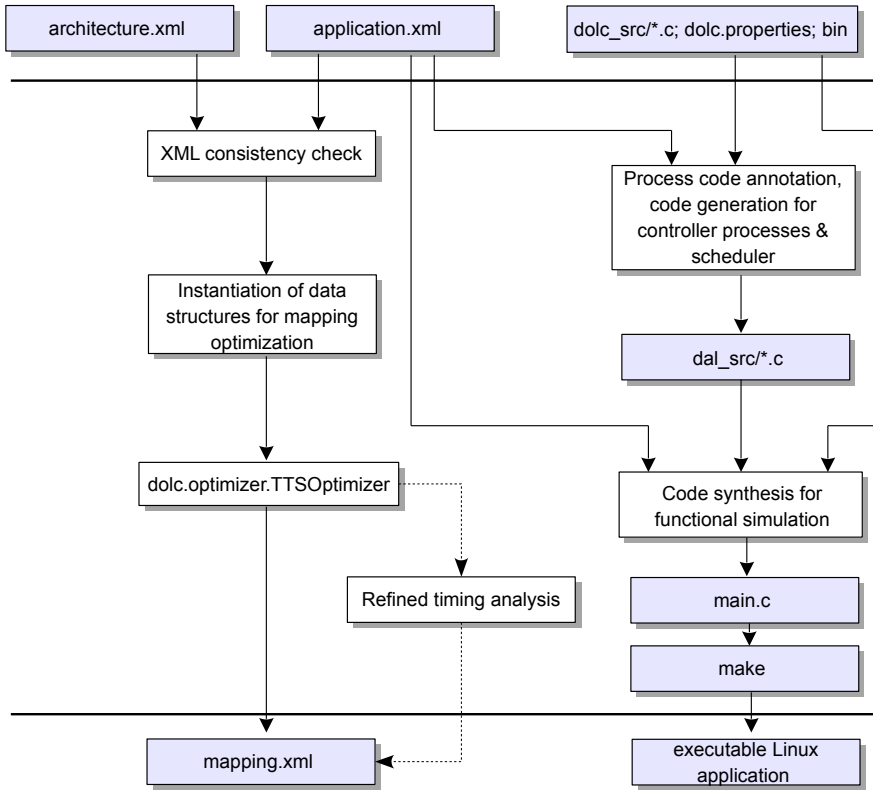 architecture.xml
application.xml
dolc_src/*.c; dolc.properties; bin
XML consistency check
Process code annotation,
code generation for
controller processes &
scheduler
Instantiation of data
structures for mapping
optimization
dal_src/*.c
dolc.optimizer.TTSOptimizer
Code synthesis for
functional simulation
Refined timing analysis
main.c
make
mapping.xml
executable Linux
application